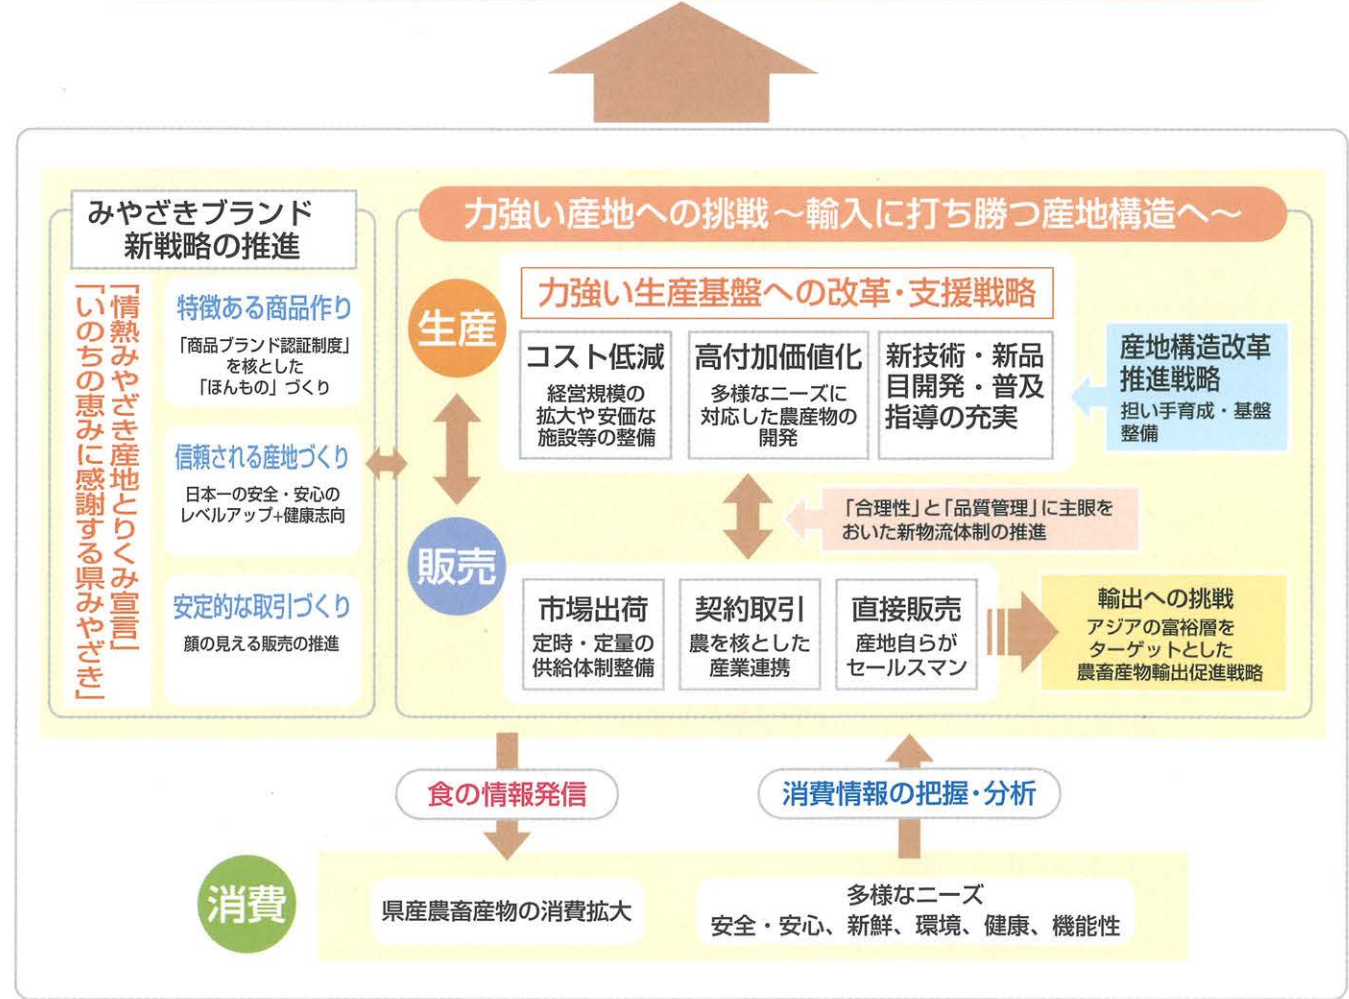 みやざきブランド
新戦略の推進
「情熱みやざき産地とりくみ宣言」
「いのちの恵みに感謝する県みやざき」
特徴ある商品作り
「商品ブランド認証制度」
を核とした
「ほんもの」づくり
信頼される産地づくり
日本一の安全・安心の
レベルアップ+健康志向
安定的な取引づくり
顔の見える販売の推進
力強い産地への挑戦～輸入に打ち勝つ産地構造へ～
生産
力強い生産基盤への改革・支援戦略
コスト低減
経営規模の
拡大や安価な
施設等の整備
高付加価値化
多様なニーズに
対応した農産物の
開発
新技術・新品
目開発・普及
指導の充実
産地構造改革
推進戦略
担い手育成・基盤
整備
「合理性」と「品質管理」に主眼を
おいた新物流体制の推進
販売
市場出荷
定時・定量の
供給体制整備
契約取引
農を核とした
産業連携
直接販売
産地自らが
セールスマン
輸出への挑戦
アジアの富裕層を
ターゲットとした
農畜産物輸出促進戦略
食の情報発信
消費情報の把握・分析
消費
県産農畜産物の消費拡大
多様なニーズ
安全・安心、新鮮、環境、健康、機能性